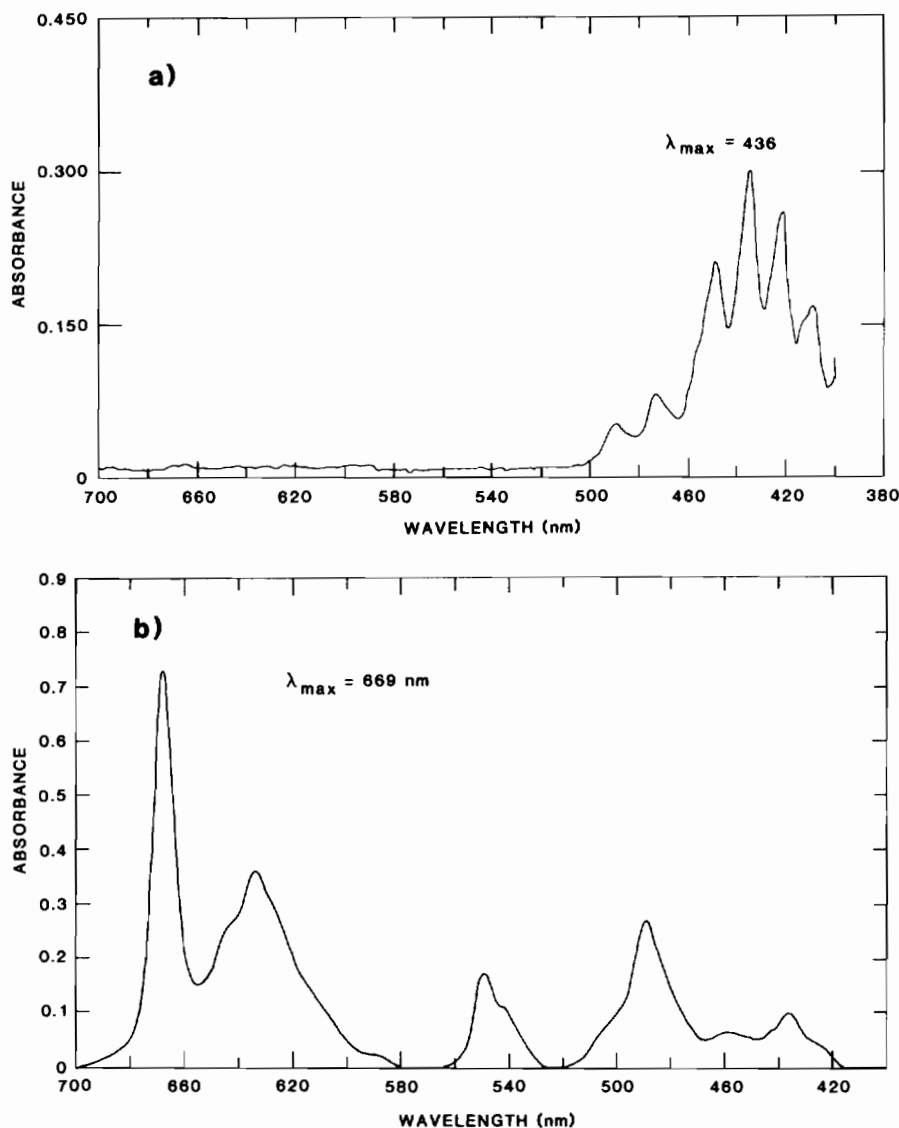 0.450
a)
λmax = 436
0.300
ABSORBANCE
0.150
0
700 660 620 580 540 500 460 420 380
WAVELENGTH (nm)
0.9
b)
0.8
λmax = 669 nm
0.7
0.6
0.5
ABSORBANCE
0.4
0.3
0.2
0.1
0
700 660 620 580 540 500 460 420
WAVELENGTH (nm)